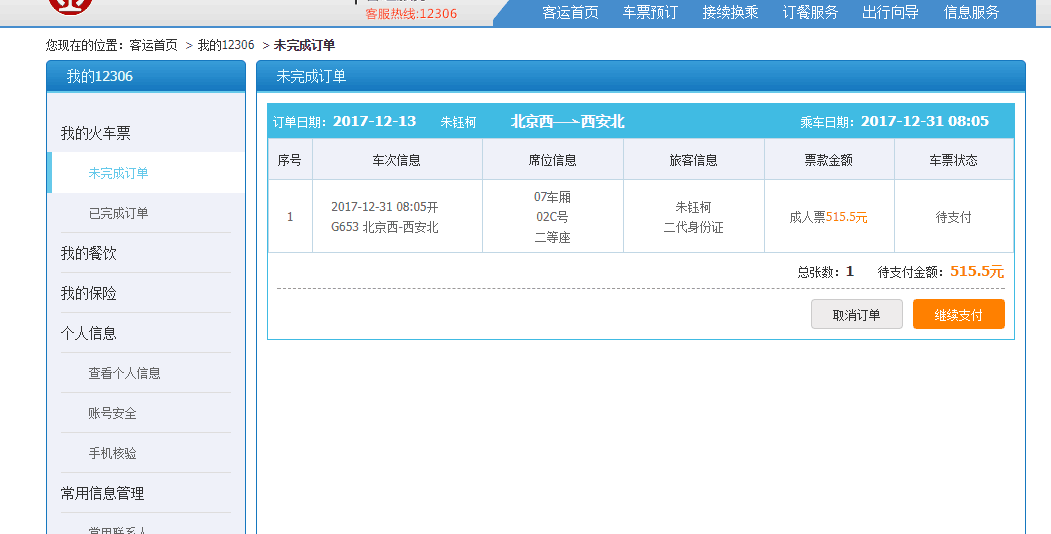 客服热线:12306
客运首页 车票预订 接续换乘 订餐服务 出行向导 信息服务
您现在的位置：客运首页 > 我的12306 > 未完成订单
我的12306
我的火车票
未完成订单
已完成订单
我的餐饮
我的保险
个人信息
查看个人信息
账号安全
手机核验
常用信息管理
常用联系人
未完成订单
订单日期：2017-12-13 朱钰柯 北京西—→西安北 乘车日期：2017-12-31 08:05
序号 车次信息 席位信息 旅客信息 票款金额 车票状态
1 2017-12-31 08:05开 07车厢 朱钰柯 成人票515.5元 待支付
G653 北京西-西安北 02C号 二代身份证
二等座
总张数：1 待支付金额：515.5元
取消订单 继续支付